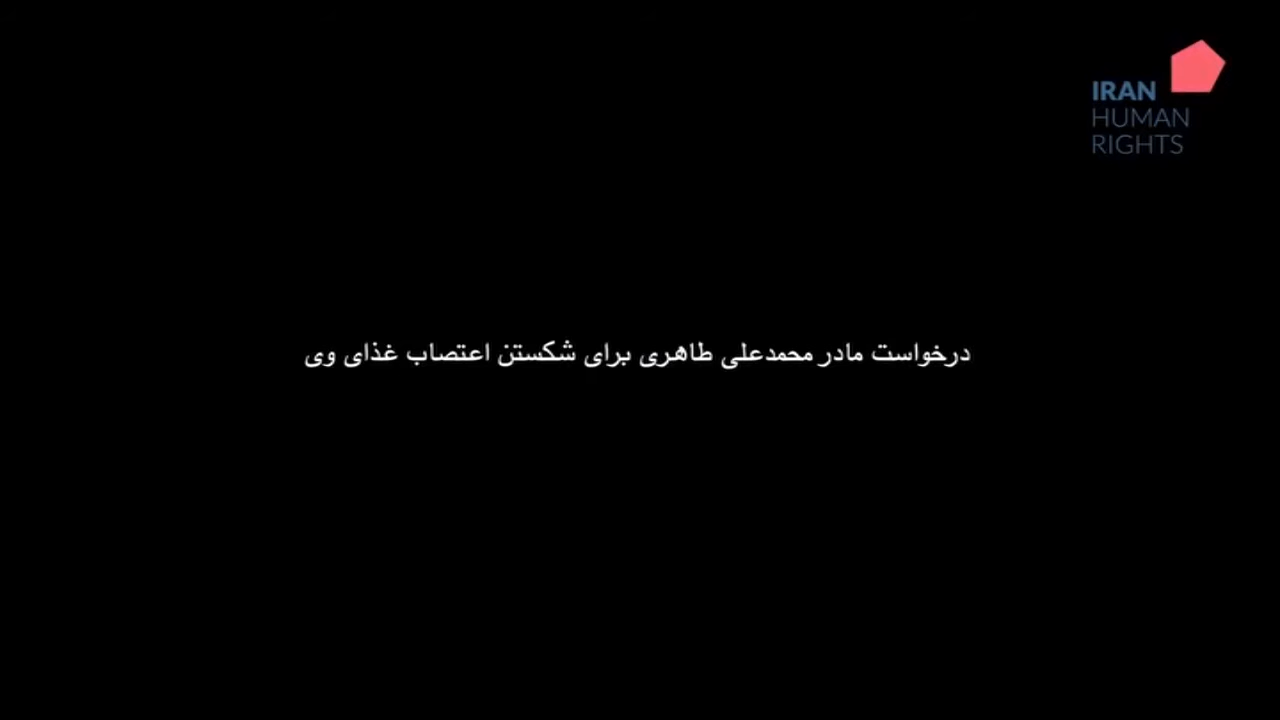 IRAN
HUMAN
RIGHTS
درخواست مادر محمدعلی طاهری برای شکستن اعتصاب غذای وی